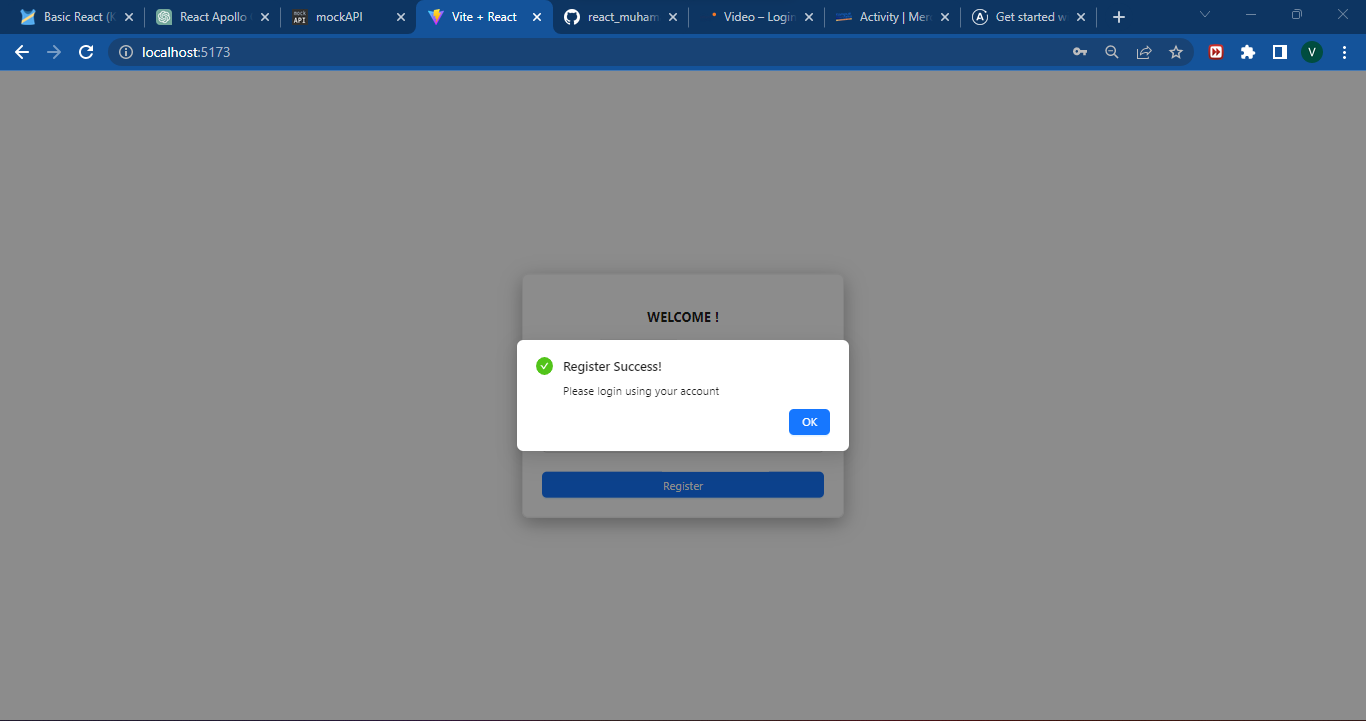 Basic React (K
React Apollo
mockAPI
Vite + React
react_muham
Video – Login
Activity | Men
Get started w
localhost:5173
V
WELCOME !
Register Success!
Please login using your account
OK
Register